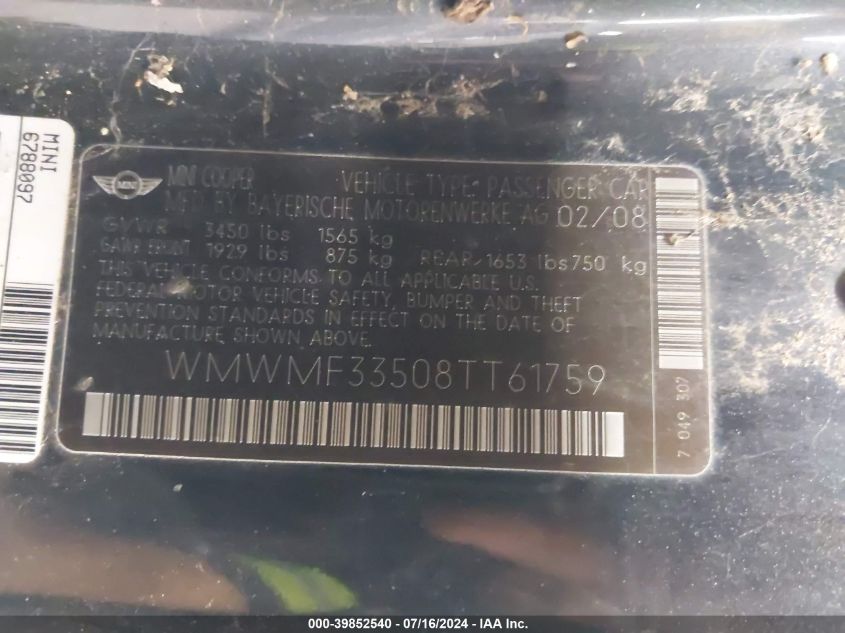 MINI
6788097
MINI
MINI COOPER VEHICLE TYPE: PASSENGER CAR
MFD BY BAYERISCHE MOTORENWERKE AG 02/08
GVWR 3450 lbs 1565 kg
GAWR FRONT 1929 lbs 875 kg REAR 1653 lbs 750 kg
THIS VEHICLE CONFORMS TO ALL APPLICABLE U.S.
FEDERAL MOTOR VEHICLE SAFETY, BUMPER AND THEFT
PREVENTION STANDARDS IN EFFECT ON THE DATE OF
MANUFACTURE SHOWN ABOVE.
WMWMF33508TT61759
7 049 307
000-39852540 - 07/16/2024 - IAA Inc.